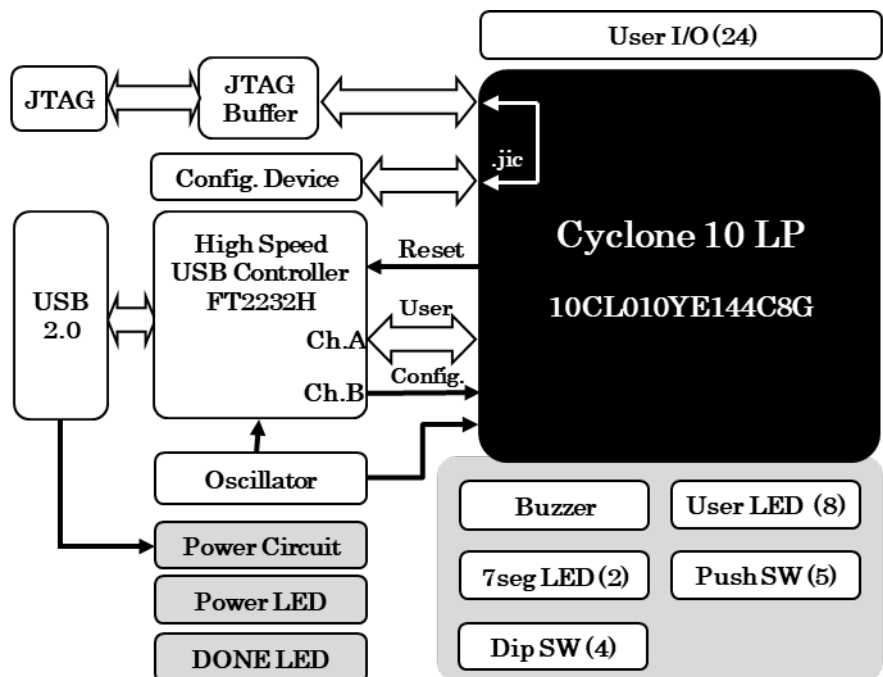 User I/O (24)
JTAG
JTAG
Buffer
.jic
Config. Device
Cyclone 10 LP
10CL010YE144C8G
High Speed
USB Controller
FT2232H
Reset
USB
2.0
User
Ch.A
Config.
Ch.B
Oscillator
Buzzer
User LED (8)
Power Circuit
7seg LED (2)
Push SW (5)
Power LED
Dip SW (4)
DONE LED